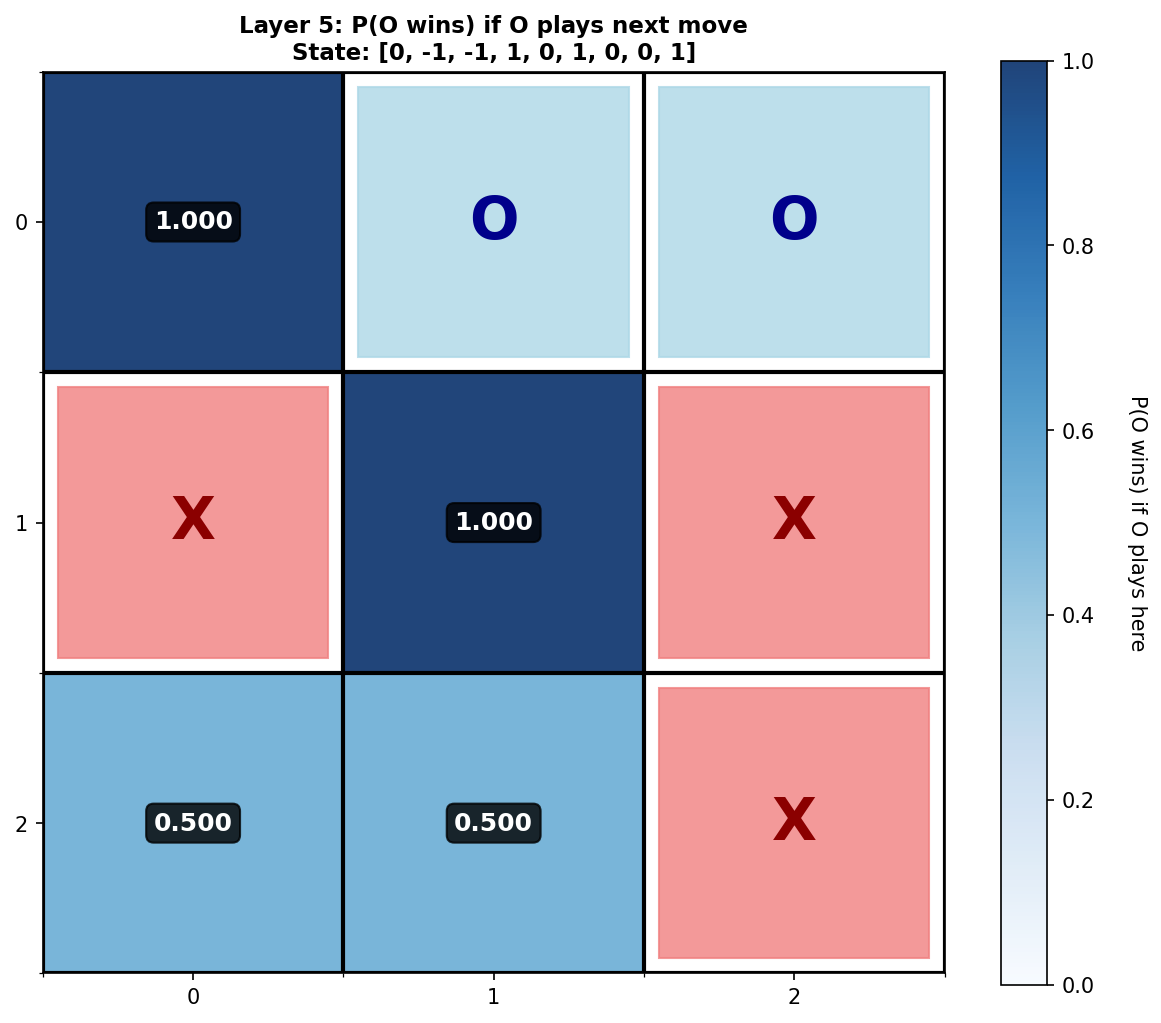 Layer 5: P(O wins) if O plays next move
State: [0, -1, -1, 1, 0, 1, 0, 0, 1]
0
1.000
O
O
1
X
1.000
X
2
0.500
0.500
X
0
1
2
1.0
0.8
0.6
0.4
0.2
0.0
P(O wins) if O plays here